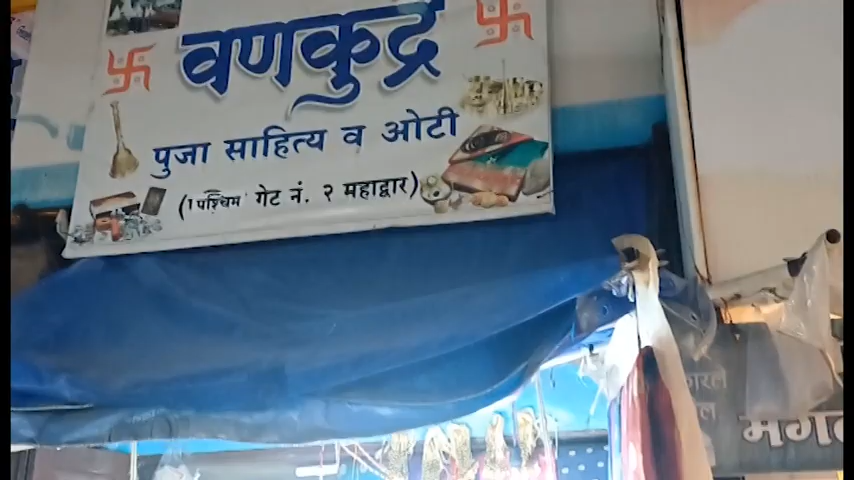 वणकुद्रे
पुजा साहित्य व ओटी
(पश्चिम गेट नं. २ महाद्वार)